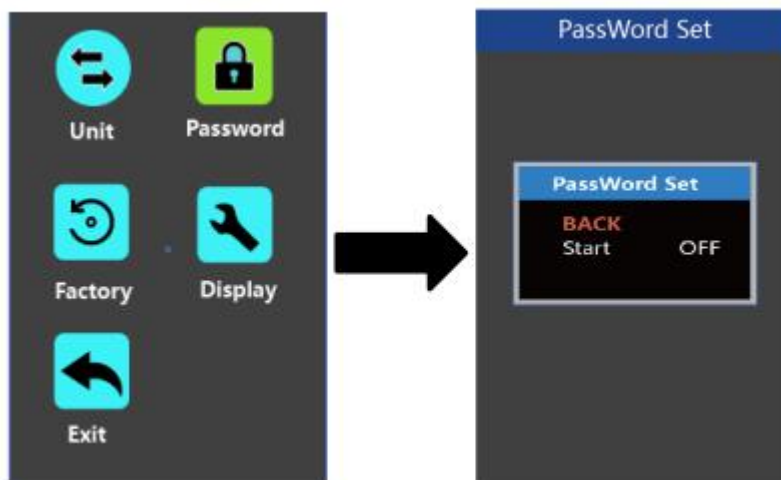 Unit Password
Factory Display
Exit
PassWord Set
PassWord Set
BACK
Start OFF